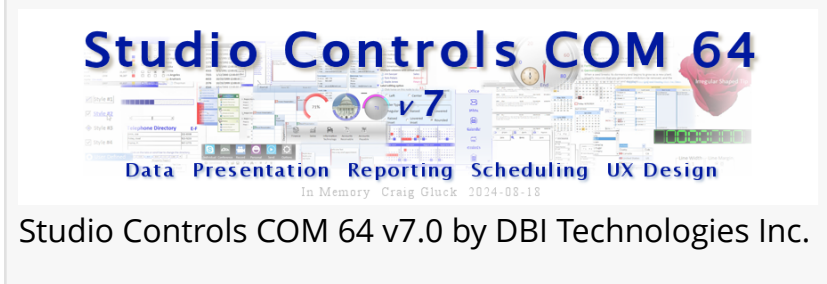 Studio Controls COM 64
v 7
Data Presentation Reporting Scheduling UX Design
In Memory Craig Gluck 2024-08-18
Studio Controls COM 64 v7.0 by DBI Technologies Inc.